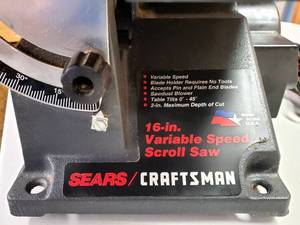 30°
15°
• Variable Speed
• Blade Holder Requires No Tools
• Accepts Pin and Plain End Blades
• Sawdust Blower
• Table Tilts 0° - 45°
• 2-In. Maximum Depth of Cut
16-In.
Variable Speed
Scroll Saw
U.S.A.
SEARS / CRAFTSMAN